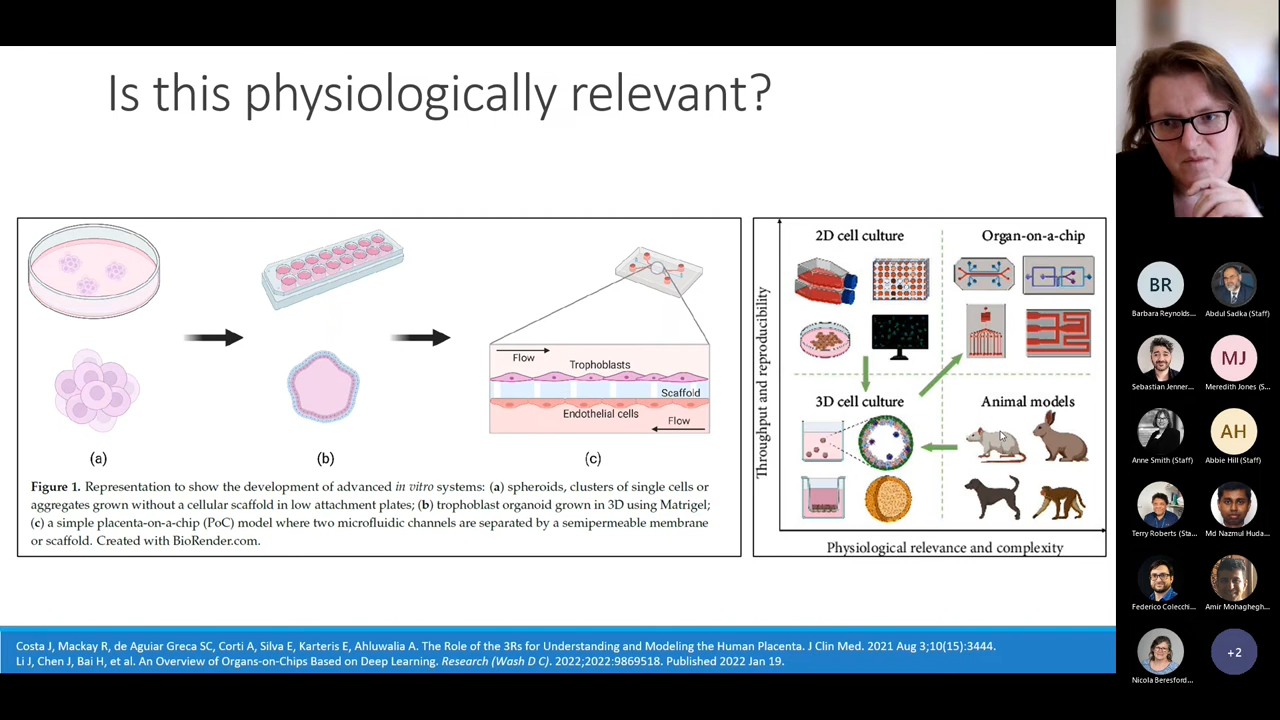 Is this physiologically relevant?
Flow
Trophoblasts
Scaffold
Endothelial cells
Flow
(a)
(b)
(c)
Figure 1. Representation to show the development of advanced in vitro systems: (a) spheroids, clusters of single cells or
aggregates grown without a cellular scaffold in low attachment plates; (b) trophoblast organoid grown in 3D using Matrigel;
(c) a simple placenta-on-a-chip (PoC) model where two microfluidic channels are separated by a semipermeable membrane
or scaffold. Created with BioRender.com.
Throughput and reproducibility
2D cell culture
Organ-on-a-chip
3D cell culture
Animal models
Physiological relevance and complexity
Costa J, Mackay R, de Aguiar Greca SC, Corti A, Silva E, Karteris E, Ahluwalia A. The Role of the 3Rs for Understanding and Modeling the Human Placenta. J Clin Med. 2021 Aug 3;10(15):3444.
Li J, Chen J, Bai H, et al. An Overview of Organs-on-Chips Based on Deep Learning. Research (Wash D C). 2022;2022:9869518. Published 2022 Jan 19.
BR
Barbara Reynolds...
Abdul Sadka (Staff)
Sebastian Jenner...
MJ
Meredith Jones (S...
Anne Smith (Staff)
AH
Abbie Hill (Staff)
Terry Roberts (Sta...
Md Nazmul Huda...
Federico Colecchi...
Amir Mohaghegh...
Nicola Beresford...
+2